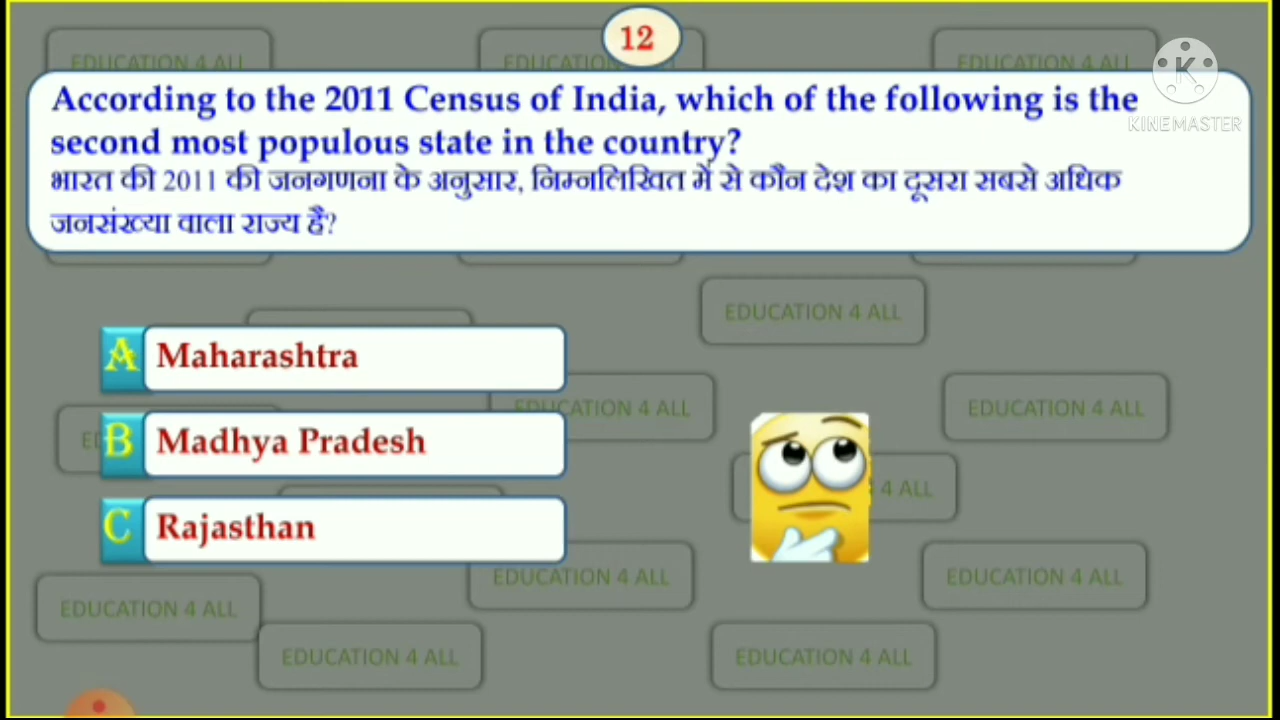 12
EDUCATION 4 ALL
EDUCATION 4 ALL
EDUCATION 4 ALL
K
KINEMASTER
According to the 2011 Census of India, which of the following is the
second most populous state in the country?
भारत की 2011 की जनगणना के अनुसार, निम्नलिखित में से कौन देश का दूसरा सबसे अधिक
जनसंख्या वाला राज्य है?
EDUCATION 4 ALL
A Maharashtra
EDUCATION 4 ALL
EDUCATION 4 ALL
B Madhya Pradesh
4 ALL
C Rajasthan
EDUCATION 4 ALL
EDUCATION 4 ALL
EDUCATION 4 ALL
EDUCATION 4 ALL
EDUCATION 4 ALL